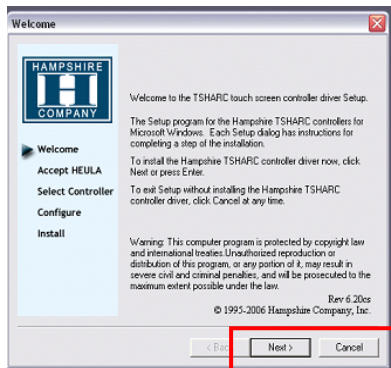 Welcome
HAMPSHIRE
COMPANY
Welcome
Accept HEULA
Select Controller
Configure
Install
Welcome to the TSHARC touch screen controller driver Setup.
The Setup program for the Hampshire TSHARC controllers for
Microsoft Windows. Each Setup dialog has instructions for
completing a step of the installation.
To install the Hampshire TSHARC controller driver now, click
Next or press Enter.
To exit Setup without installing the Hampshire TSHARC
controller driver, click Cancel at any time.
Warning: This computer program is protected by copyright law
and international treaties.Unauthorized reproduction or
distribution of this program, or any portion of it, may result in
severe civil and criminal penalties, and will be prosecuted to the
maximum extent possible under the law.
Rev 6.20cs
© 1995-2006 Hampshire Company, Inc.
Next > Cancel